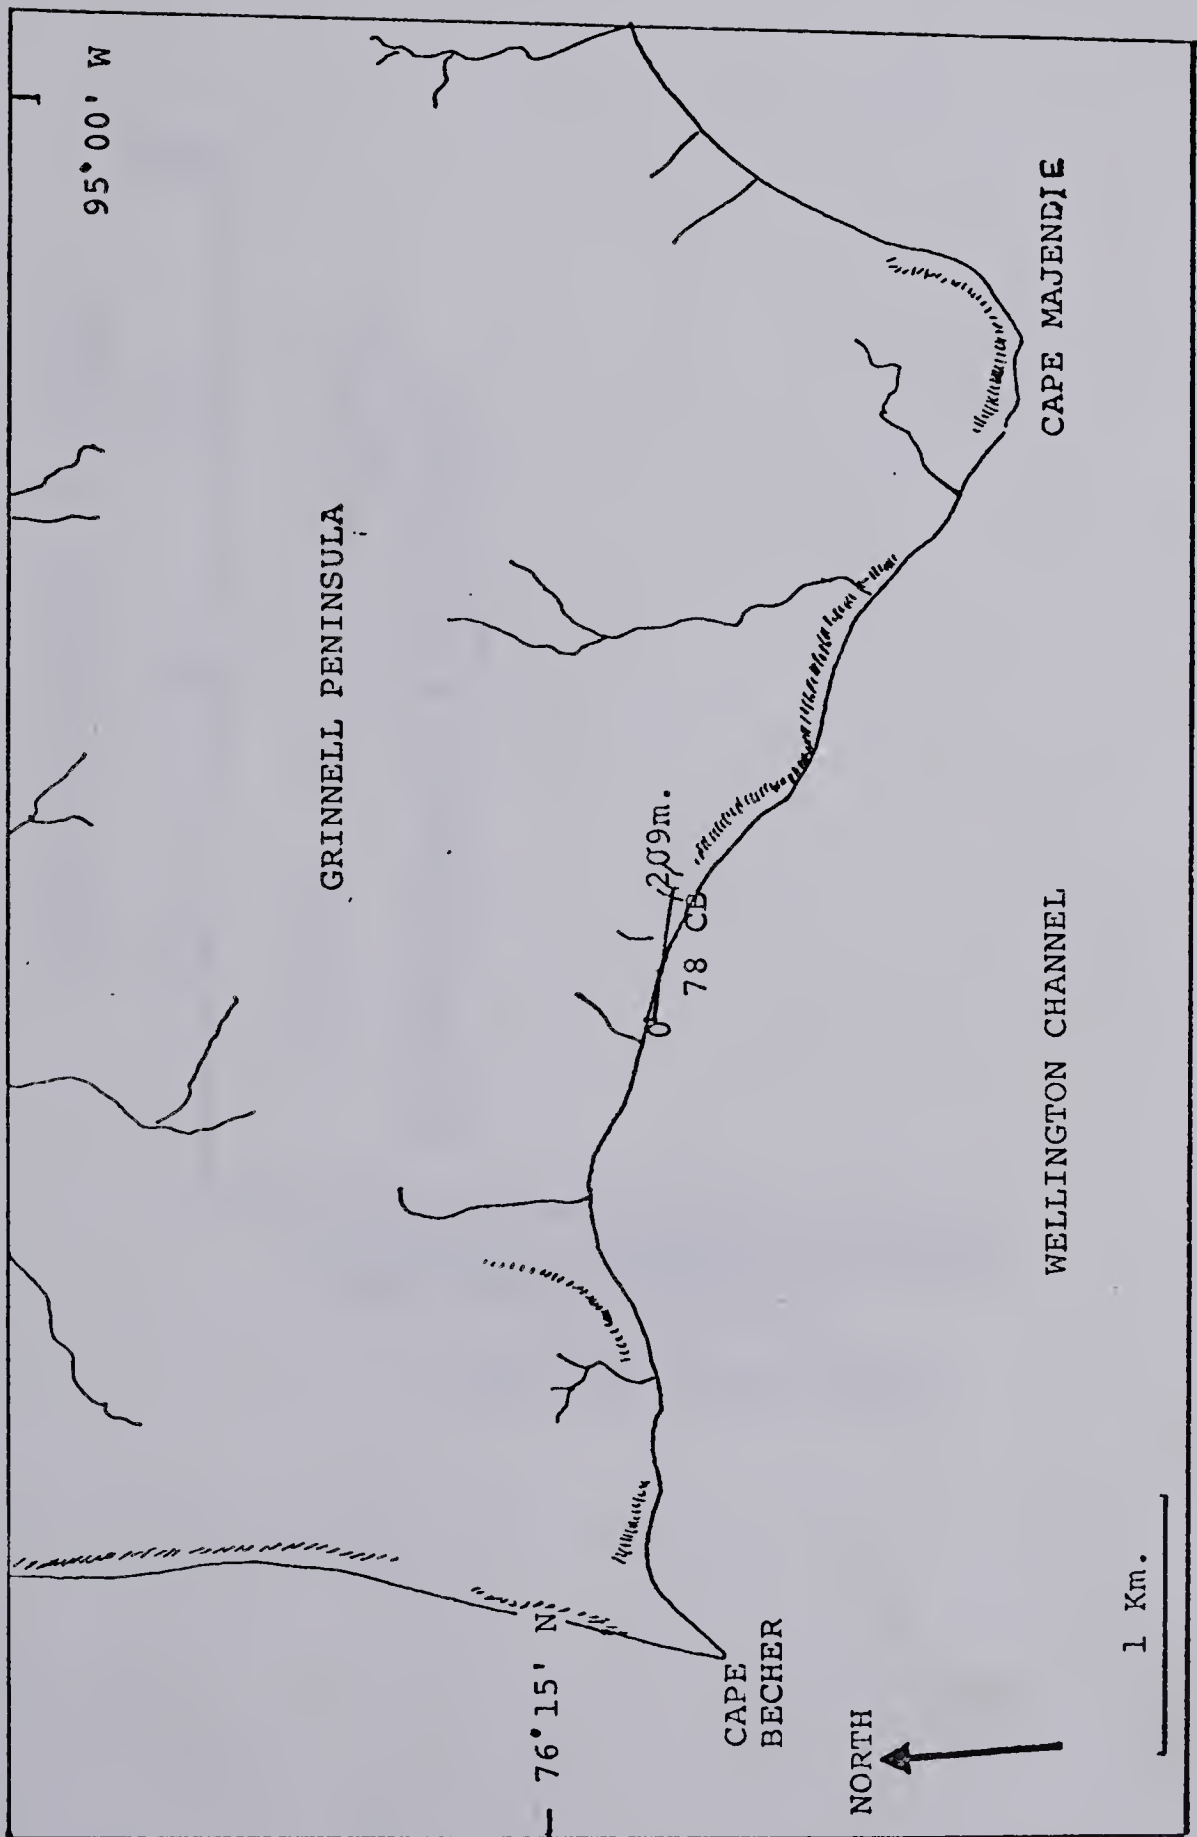 95°00' W
GRINNELL PENINSULA
76°15' N
0
209m.
78 CB
CAPE
BECHER
CAPE MAJENDIE
WELLINGTON CHANNEL
NORTH
1 Km.